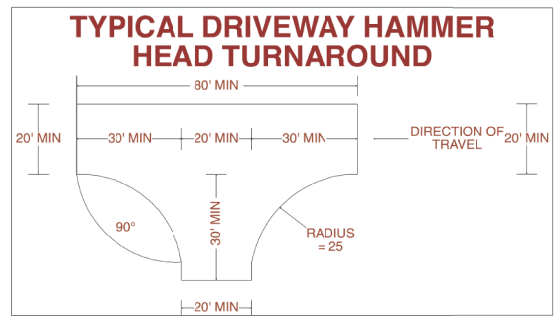 TYPICAL DRIVEWAY HAMMER
HEAD TURNAROUND
80' MIN
20' MIN
30' MIN
20' MIN
30' MIN
DIRECTION OF
TRAVEL
20' MIN
90°
30' MIN
RADIUS
= 25
20' MIN